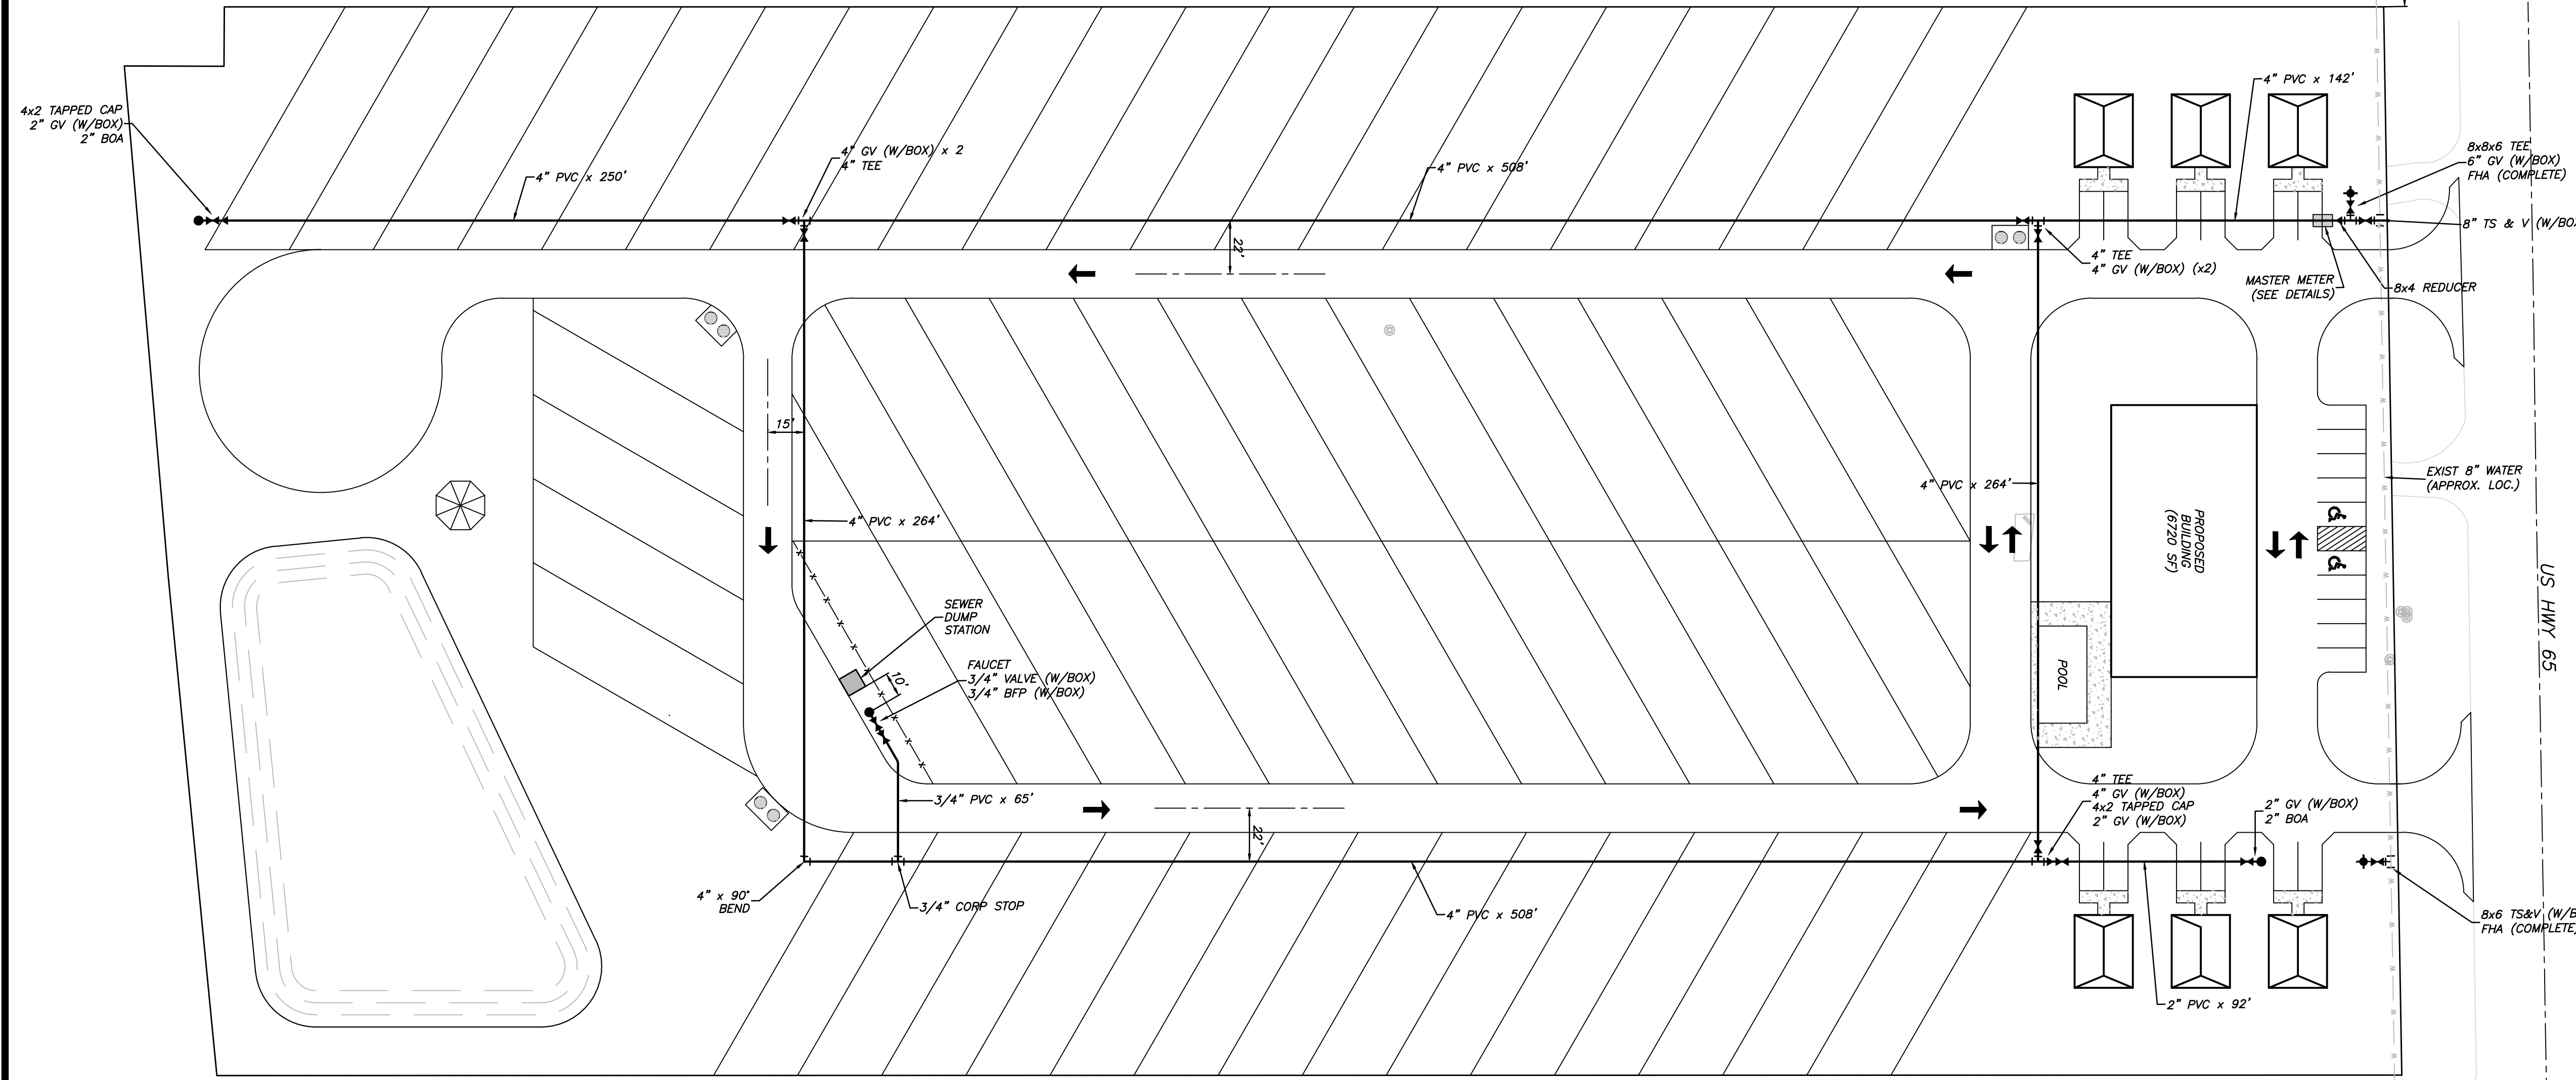 4" PVC x 142'
4x2 TAPPED CAP
2" GV (W/BOX)
2" BOA
4" PVC x 250'
4" GV (W/BOX) x 2
4" TEE
4" PVC x 508'
8x8x6 TEE
6" GV (W/BOX)
FHA (COMPLETE)
8" TS & V (W/BOX
22'
4" TEE
4" GV (W/BOX) (x2)
MASTER METER
(SEE DETAILS)
8x4 REDUCER
15'
4" PVC x 264'
4" PVC x 264'
EXIST 8" WATER
(APPROX. LOC.)
PROPOSED
BUILDING
(6720 SF)
US HWY 65
SEWER
DUMP
STATION
10'
FAUCET
3/4" VALVE (W/BOX)
3/4" BFP (W/BOX)
POOL
3/4" PVC x 65'
22'
4" TEE
4" GV (W/BOX)
4x2 TAPPED CAP
2" GV (W/BOX)
2" GV (W/BOX)
2" BOA
4" x 90°
BEND
3/4" CORP STOP
4" PVC x 508'
8x6 TS&V (W/B
FHA (COMPLETE)
2" PVC x 92'
W
W
W
W
W
W
W
W
W
W
W
W
W